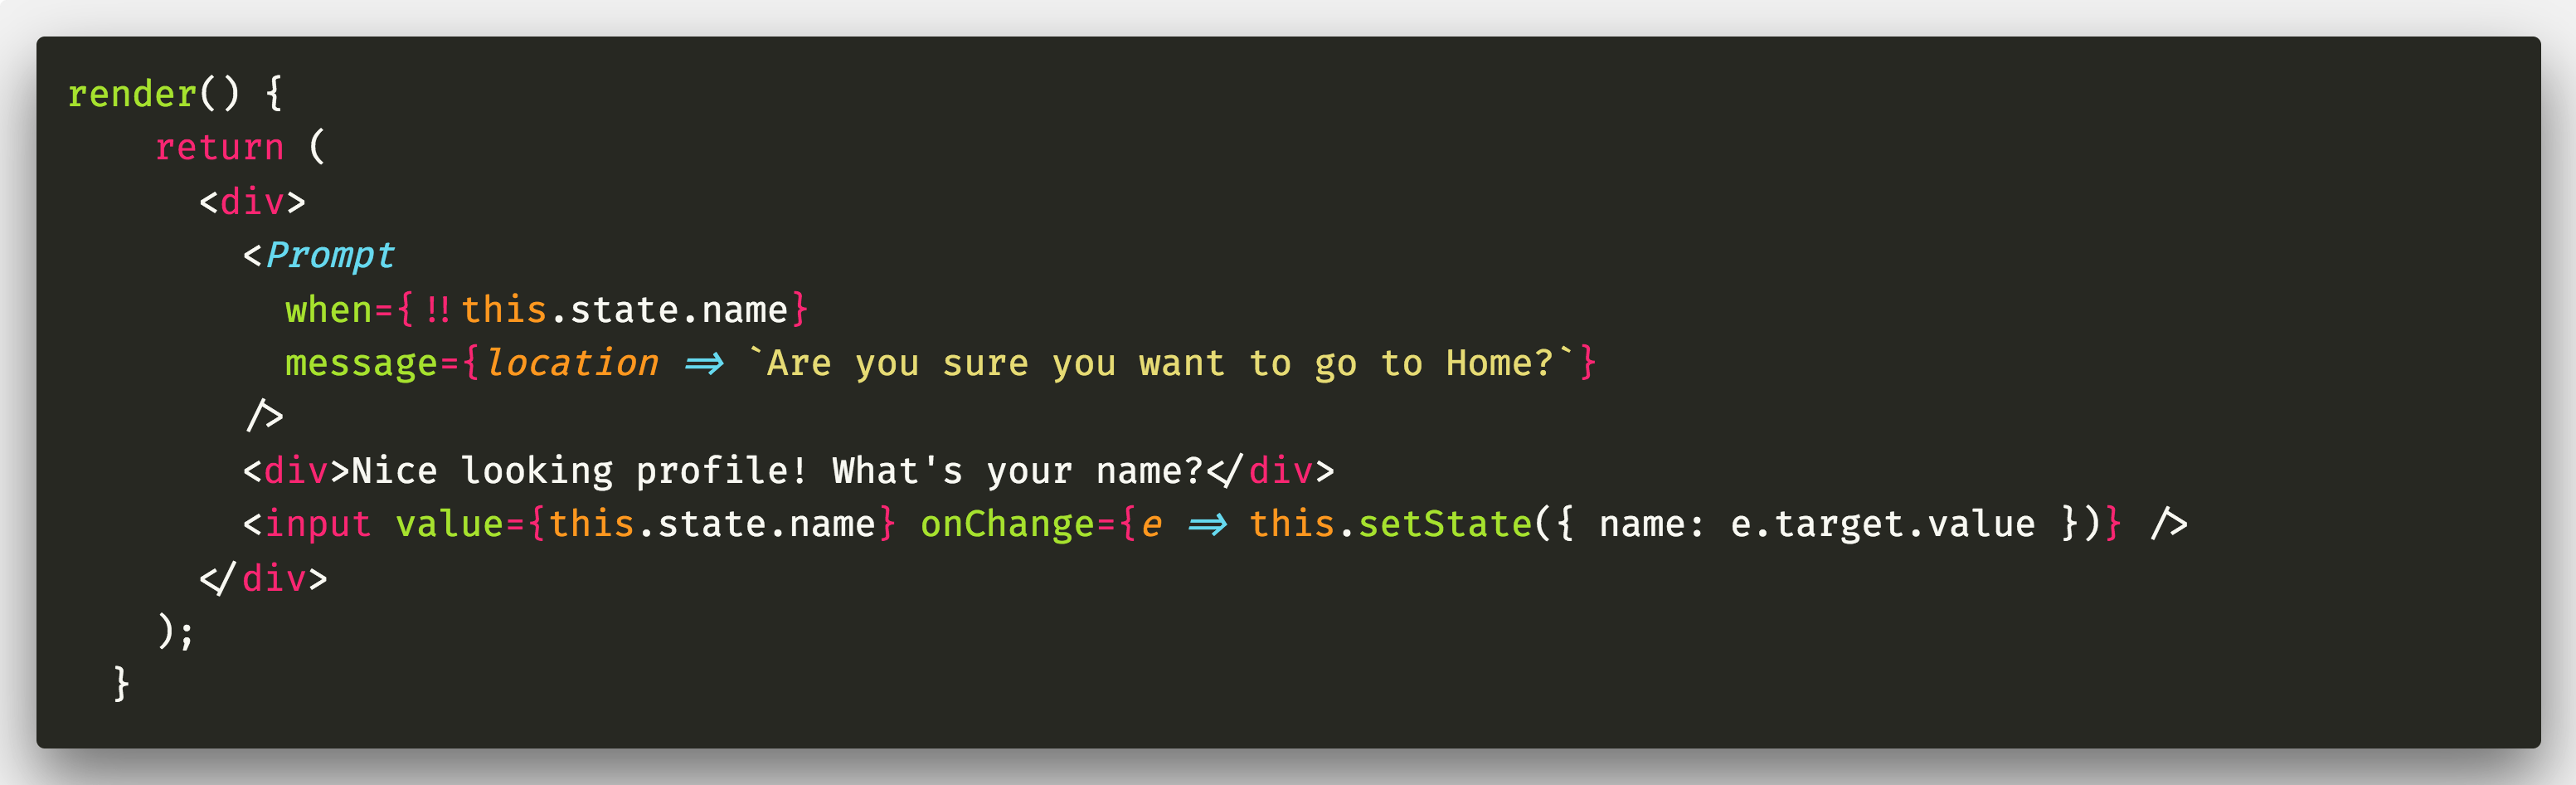 render() {
    return (
      <div>
        <Prompt
          when={!!this.state.name}
          message={location => `Are you sure you want to go to Home?`}
        />
        <div>Nice looking profile! What's your name?</div>
        <input value={this.state.name} onChange={e => this.setState({ name: e.target.value })} />
      </div>
    );
  }